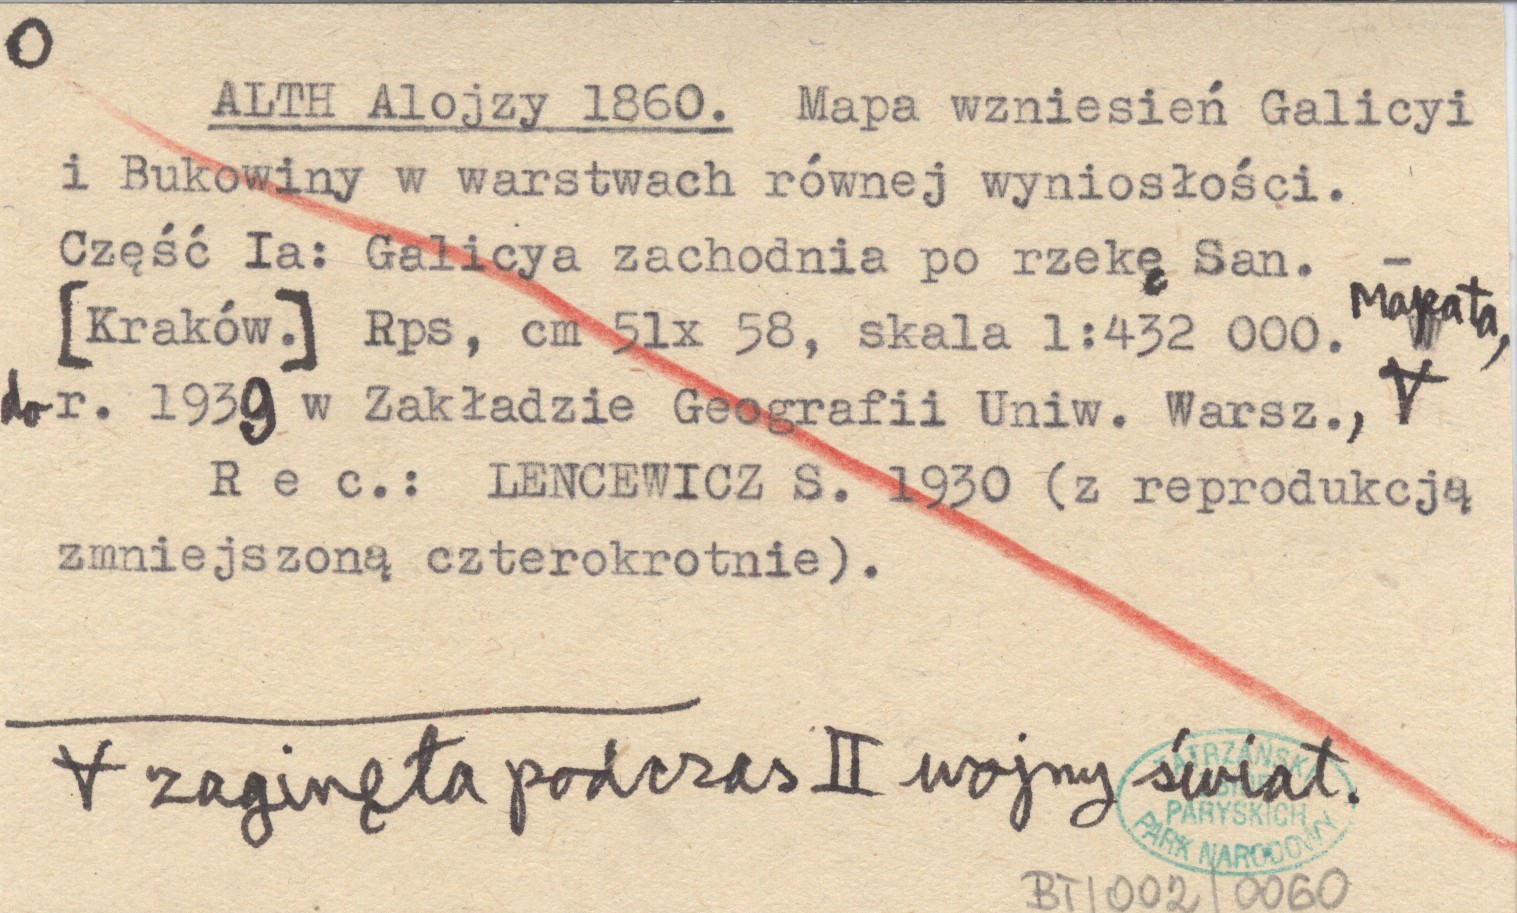 O
ALTH Alojzy 1860. Mapa wzniesień Galicyi
i Bukowiny w warstwach równej wyniosłości.
Część Ia: Galicya zachodnia po rzekę San. –
[Kraków.] Rps, cm 51x 58, skala 1:432 000.
do r. 1939 w Zakładzie Geografii Uniw. Warsz., ∀
R e c.: LENCEWICZ S. 1930 (z reprodukcją
zmniejszoną czterokrotnie).
∀ zaginęła podczas II wojny świat.
TATRZAŃSKI
PARYSKICH
PARK NARODOWY
BT/002/0060